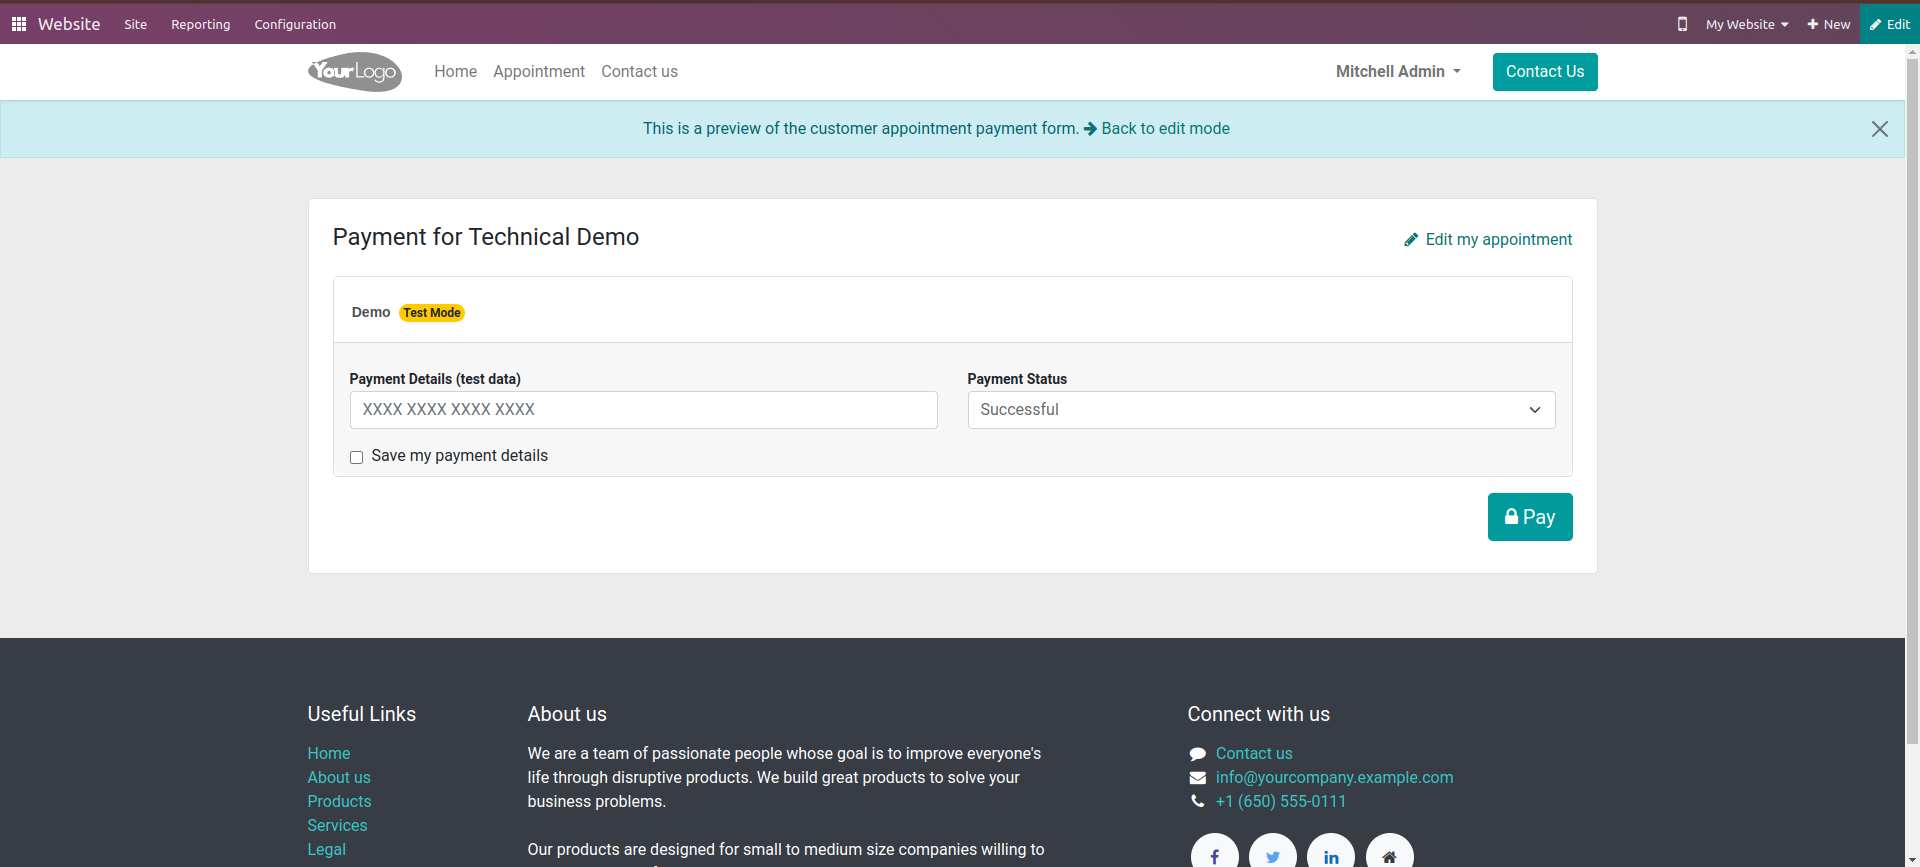 Website Site Reporting Configuration My Website New Edit
YourLogo Home Appointment Contact us Mitchell Admin Contact Us
This is a preview of the customer appointment payment form. Back to edit mode
Payment for Technical Demo
Edit my appointment
Demo Test Mode
Payment Details (test data)
XXXX XXXX XXXX XXXX
Payment Status
Successful
Save my payment details
Pay
Useful Links
Home
About us
Products
Services
Legal
About us
We are a team of passionate people whose goal is to improve everyone's
life through disruptive products. We build great products to solve your
business problems.
Our products are designed for small to medium size companies willing to
Connect with us
Contact us
info@yourcompany.example.com
+1 (650) 555-0111